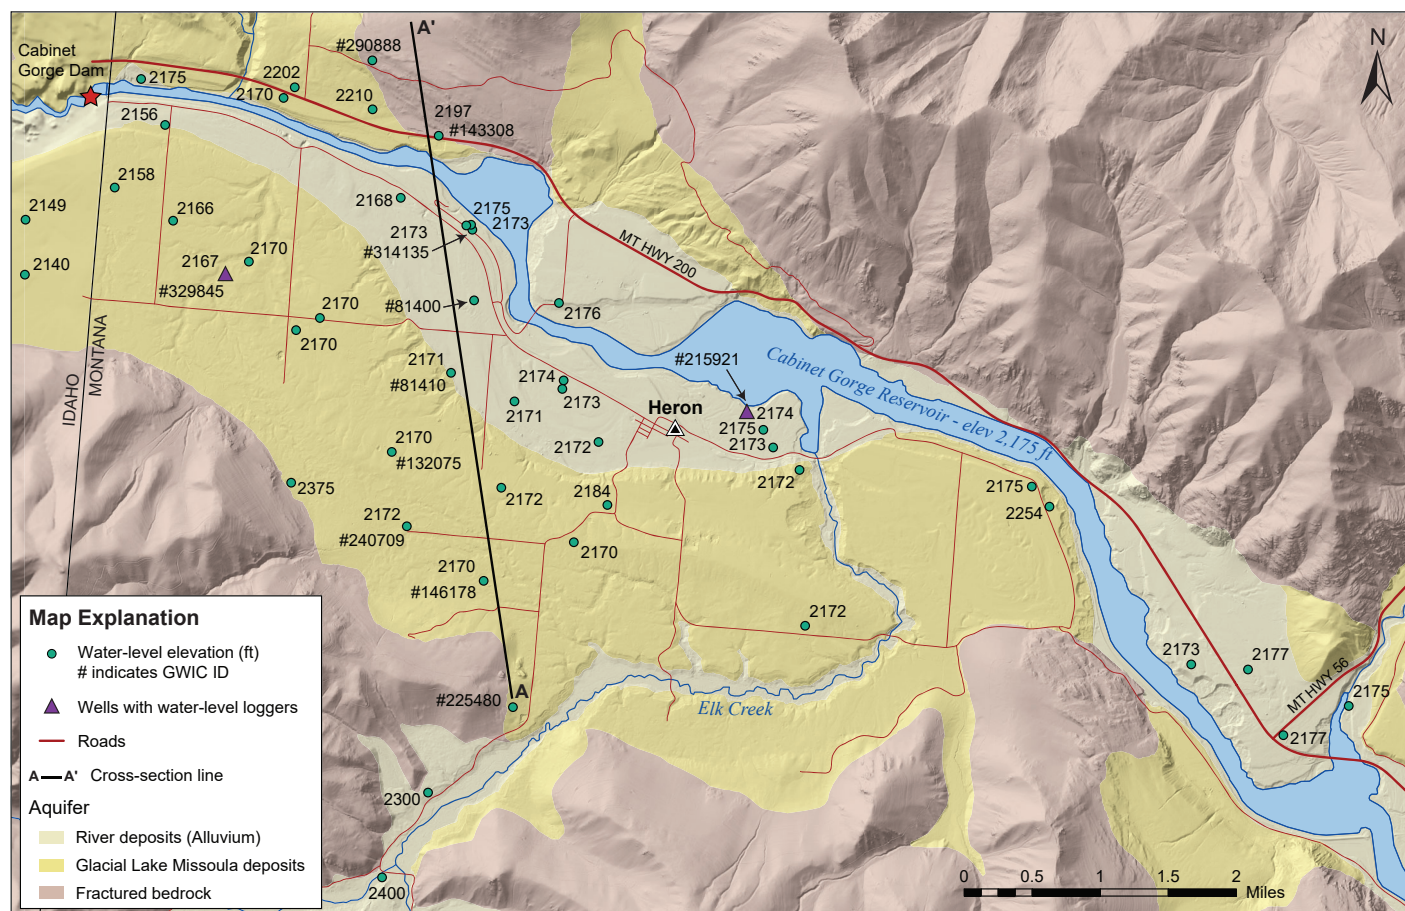 A'
N
Cabinet
Gorge Dam
#290888
2175
2202
2170
2210
2197
#143308
2156
2158
2149
2166
2168
2175
2173
2173
#314135
MT HWY 200
2170
2167
#329845
2140
#81400
2176
2170
2170
IDAHO
MONTANA
2171
#81410
2174
2173
2171
#215921
Cabinet Gorge Reservoir - elev 2,175 ft
Heron
2174
2175
2173
2172
2170
#132075
2172
2375
2172
2184
2175
2254
2172
#240709
2170
2170
#146178
2172
2173
2177
MT HWY 56
2175
2177
#225480
A
Elk Creek
2300
2400
Map Explanation
Water-level elevation (ft)
# indicates GWIC ID
Wells with water-level loggers
Roads
A A' Cross-section line
Aquifer
River deposits (Alluvium)
Glacial Lake Missoula deposits
Fractured bedrock
0 0.5 1 1.5 2
Miles